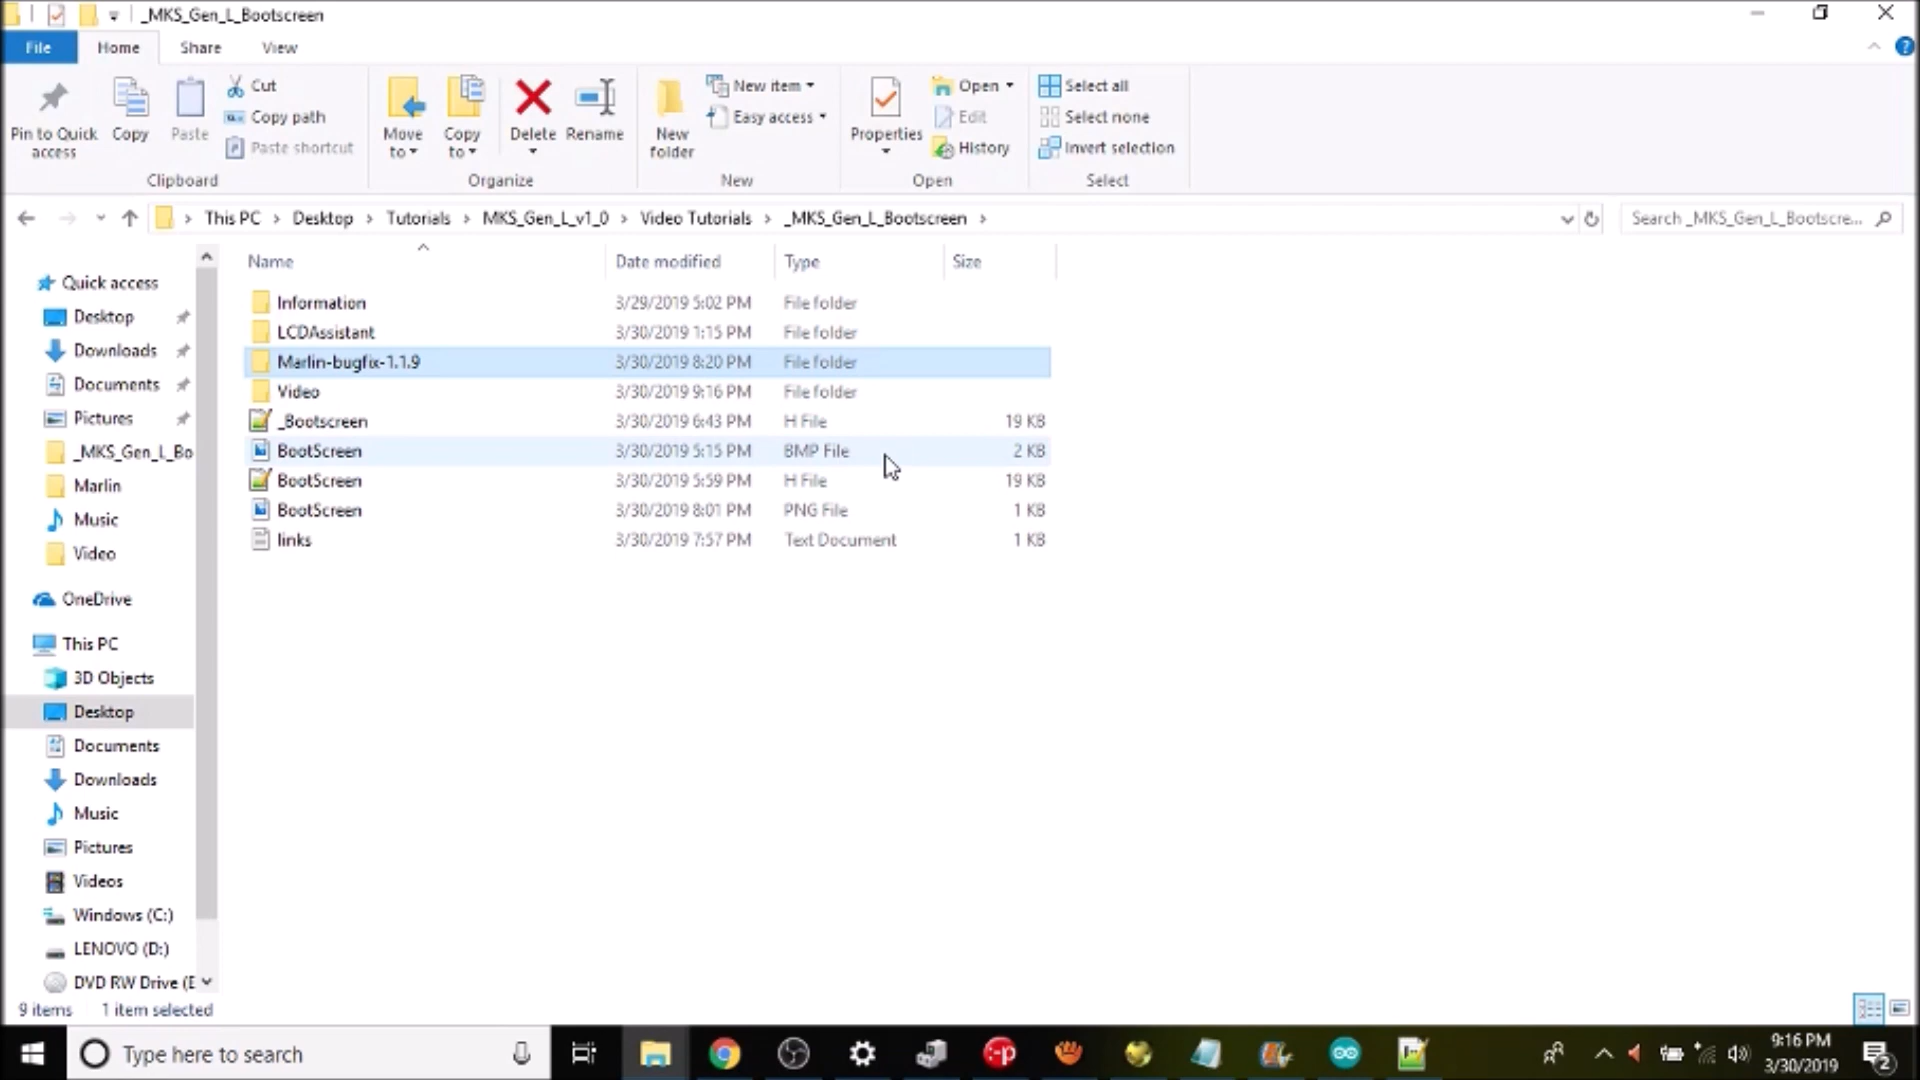 _MKS_Gen_L_Bootscreen
File Home Share View
Pin to Quick access
Copy
Paste
Cut
Copy path
Paste shortcut
Clipboard
Move to
Copy to
Delete
Rename
Organize
New folder
New item
Easy access
New
Properties
Open
Edit
History
Open
Select all
Select none
Invert selection
Select
This PC > Desktop > Tutorials > MKS_Gen_L_v1_0 > Video Tutorials > _MKS_Gen_L_Bootscreen >
Search _MKS_Gen_L_Bootscre...
Name Date modified Type Size
Information 3/29/2019 5:02 PM File folder
LCDAssistant 3/30/2019 1:15 PM File folder
Marlin-bugfix-1.1.9 3/30/2019 8:20 PM File folder
Video 3/30/2019 9:16 PM File folder
_Bootscreen 3/30/2019 6:43 PM H File 19 KB
BootScreen 3/30/2019 5:15 PM BMP File 2 KB
BootScreen 3/30/2019 5:59 PM H File 19 KB
BootScreen 3/30/2019 8:01 PM PNG File 1 KB
links 3/30/2019 7:57 PM Text Document 1 KB
Quick access
Desktop
Downloads
Documents
Pictures
_MKS_Gen_L_Bo
Marlin
Music
Video
OneDrive
This PC
3D Objects
Desktop
Documents
Downloads
Music
Pictures
Videos
Windows (C:)
LENOVO (D:)
DVD RW Drive (E
9 items 1 item selected
Type here to search
9:16 PM
3/30/2019
2